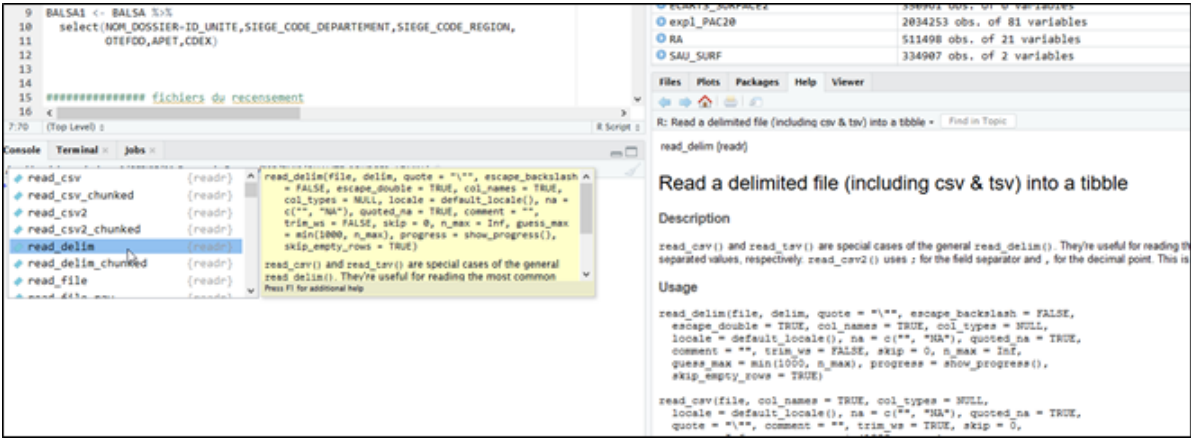 9 BALSA1 <- BALSA %>%
10 select(NOM_DOSSIER-ID_UNITE,SIEGE_CODE_DEPARTEMENT,SIEGE_CODE_REGION,
11 OTEFDD,APET,CDEX)
12
13
14
15 ############### fichiers du recensement
16
7:70 (Top Level) R Script
Console Terminal Jobs
read_csv {readr}
read_csv_chunked {readr}
read_csv2 {readr}
read_csv2_chunked {readr}
read_delim {readr}
read_delim_chunked {readr}
read_file {readr}
read_delim(file, delim, quote = "\"", escape_backslash
= FALSE, escape_double = TRUE, col_names = TRUE,
col_types = NULL, locale = default_locale(), na =
c("", "NA"), quoted_na = TRUE, comment = "",
trim_ws = FALSE, skip = 0, n_max = Inf, guess_max
= min(1000, n_max), progress = show_progress(),
skip_empty_rows = TRUE)
read_csv() and read_tsv() are special cases of the general
read_delim(). They're useful for reading the most common
Press F1 for additional help
expl_PAC20 2034253 obs. of 81 variables
RA 511498 obs. of 21 variables
SAU_SURF 334907 obs. of 2 variables
Files Plots Packages Help Viewer
R: Read a delimited file (including csv & tsv) into a tibble Find in Topic
read_delim {readr}
Read a delimited file (including csv & tsv) into a tibble
Description
read_csv() and read_tsv() are special cases of the general read_delim(). They're useful for reading th
separated values, respectively. read_csv2() uses ; for the field separator and , for the decimal point. This is
Usage
read_delim(file, delim, quote = "\"", escape_backslash = FALSE,
escape_double = TRUE, col_names = TRUE, col_types = NULL,
locale = default_locale(), na = c("", "NA"), quoted_na = TRUE,
comment = "", trim_ws = FALSE, skip = 0, n_max = Inf,
guess_max = min(1000, n_max), progress = show_progress(),
skip_empty_rows = TRUE)
read_csv(file, col_names = TRUE, col_types = NULL,
locale = default_locale(), na = c("", "NA"), quoted_na = TRUE,
quote = "\"", comment = "", trim_ws = TRUE, skip = 0,